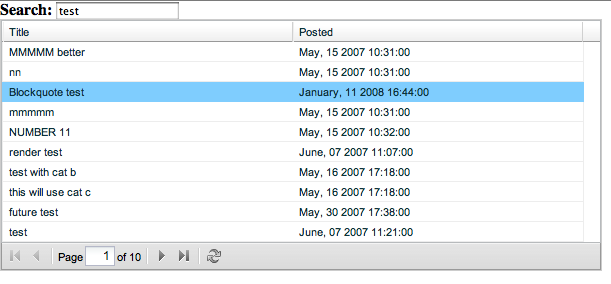 Search: test
Title Posted
MMMMM better May, 15 2007 10:31:00
nn May, 15 2007 10:31:00
Blockquote test January, 11 2008 16:44:00
mmmmm May, 15 2007 10:31:00
NUMBER 11 May, 15 2007 10:32:00
render test June, 07 2007 11:07:00
test with cat b May, 16 2007 17:18:00
this will use cat c May, 16 2007 17:18:00
future test May, 30 2007 17:38:00
test June, 07 2007 11:21:00
Page 1 of 10